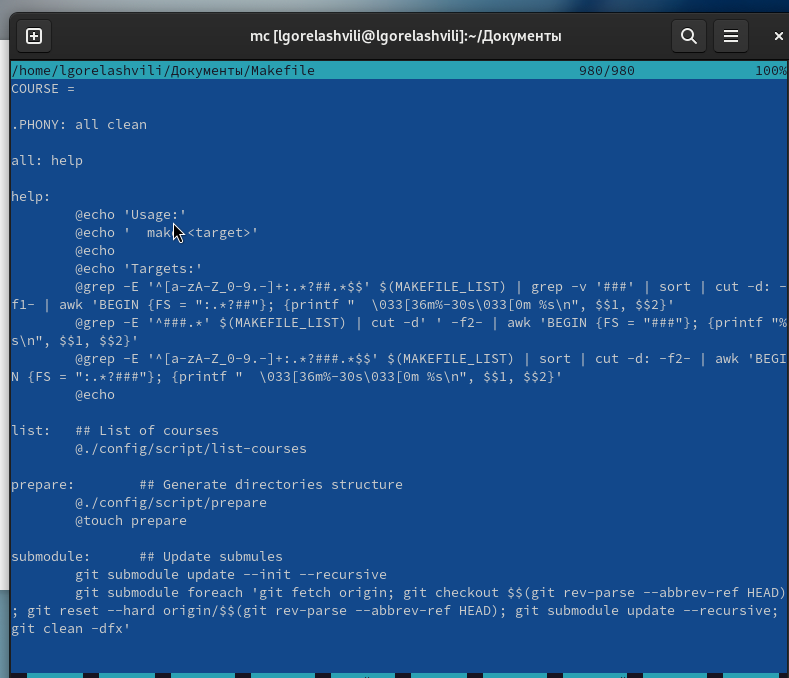 mc [lgorelashvili@lgorelashvili]:~/Документы
/home/lgorelashvili/Документы/Makefile 980/980 100%
COURSE =
.PHONY: all clean
all: help
help:
@echo 'Usage:'
@echo '  mak <target>'
@echo
@echo 'Targets:'
@grep -E '^[a-zA-Z_0-9.-]+:.*?##.*$$' $(MAKEFILE_LIST) | grep -v '###' | sort | cut -d: -
f1- | awk 'BEGIN {FS = ":.*?##"}; {printf "  \033[36m%-30s\033[0m %s\n", $$1, $$2}'
@grep -E '^###.*' $(MAKEFILE_LIST) | cut -d' ' -f2- | awk 'BEGIN {FS = "###"}; {printf "%
s\n", $$1, $$2}'
@grep -E '^[a-zA-Z_0-9.-]+:.*?###.*$$' $(MAKEFILE_LIST) | sort | cut -d: -f2- | awk 'BEGI
N {FS = ":.*?###"}; {printf "  \033[36m%-30s\033[0m %s\n", $$1, $$2}'
@echo
list:   ## List of courses
@./config/script/list-courses
prepare:        ## Generate directories structure
@./config/script/prepare
@touch prepare
submodule:      ## Update submules
git submodule update --init --recursive
git submodule foreach 'git fetch origin; git checkout $$(git rev-parse --abbrev-ref HEAD)
; git reset --hard origin/$$(git rev-parse --abbrev-ref HEAD); git submodule update --recursive;
git clean -dfx'